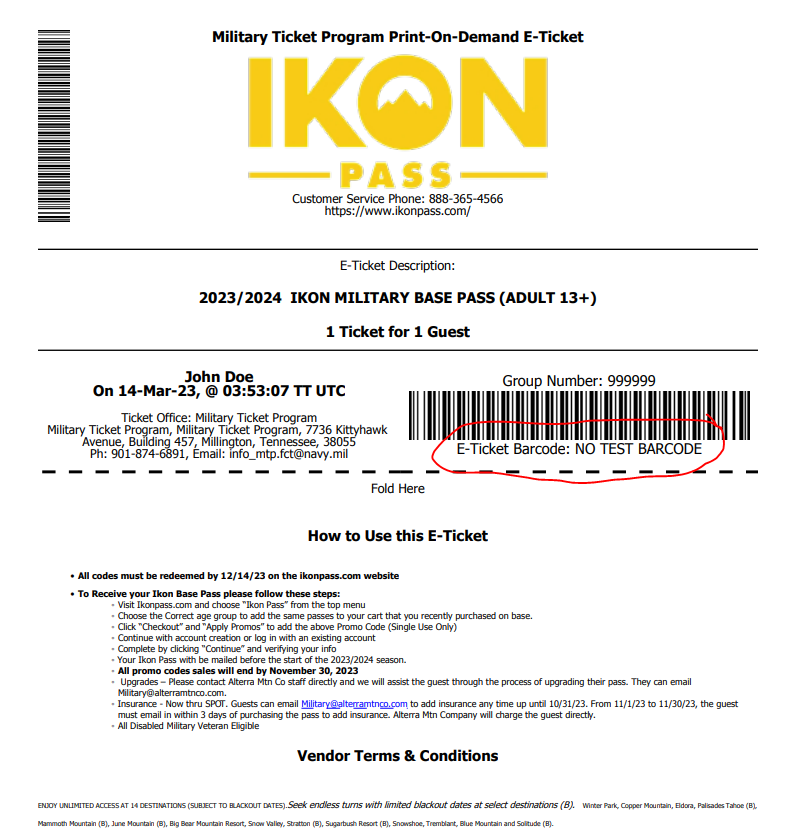 Military Ticket Program Print-On-Demand E-Ticket
IKON
PASS
Customer Service Phone: 888-365-4566
https://www.ikonpass.com/
E-Ticket Description:
2023/2024 IKON MILITARY BASE PASS (ADULT 13+)
1 Ticket for 1 Guest
John Doe
On 14-Mar-23, @ 03:53:07 TT UTC
Ticket Office: Military Ticket Program
Military Ticket Program, Military Ticket Program, 7736 Kittyhawk
Avenue, Building 457, Millington, Tennessee, 38055
Ph: 901-874-6891, Email: info_mtp.fct@navy.mil
Group Number: 999999
E-Ticket Barcode: NO TEST BARCODE
Fold Here
How to Use this E-Ticket
• All codes must be redeemed by 12/14/23 on the ikonpass.com website
• To Receive your Ikon Base Pass please follow these steps:
◦ Visit Ikonpass.com and choose “Ikon Pass” from the top menu
◦ Choose the Correct age group to add the same passes to your cart that you recently purchased on base.
◦ Click “Checkout” and “Apply Promos” to add the above Promo Code (Single Use Only)
◦ Continue with account creation or log in with an existing account
◦ Complete by clicking “Continue” and verifying your info
◦ Your Ikon Pass with be mailed before the start of the 2023/2024 season.
◦ All promo codes sales will end by November 30, 2023
◦ Upgrades – Please contact Alterra Mtn Co staff directly and we will assist the guest through the process of upgrading their pass. They can email
Military@alterramtnco.com.
◦ Insurance - Now thru SPOT. Guests can email Military@alterramtnco.com to add insurance any time up until 10/31/23. From 11/1/23 to 11/30/23, the guest
must email in within 3 days of purchasing the pass to add insurance. Alterra Mtn Company will charge the guest directly.
◦ All Disabled Military Veteran Eligible
Vendor Terms & Conditions
ENJOY UNLIMITED ACCESS AT 14 DESTINATIONS (SUBJECT TO BLACKOUT DATES).Seek endless turns with limited blackout dates at select destinations (B). Winter Park, Copper Mountain, Eldora, Palisades Tahoe (B),
Mammoth Mountain (B), June Mountain (B), Big Bear Mountain Resort, Snow Valley, Stratton (B), Sugarbush Resort (B), Snowshoe, Tremblant, Blue Mountain and Solitude (B).